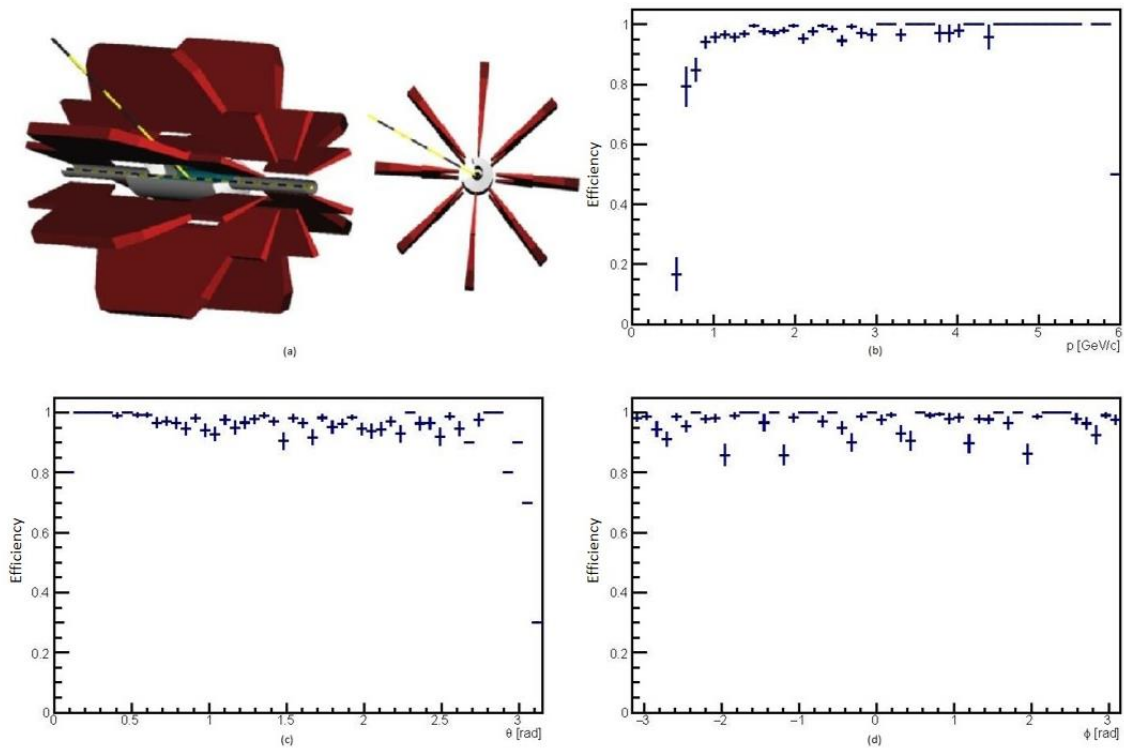 (a)
Efficiency
1
0.8
0.6
0.4
0.2
0
0 1 2 3 4 5 6
p [GeV/c]
(b)
Efficiency
1
0.8
0.6
0.4
0.2
0
0 0.5 1 1.5 2 2.5 3
θ [rad]
(c)
Efficiency
1
0.8
0.6
0.4
0.2
0
−3 −2 −1 0 1 2 3
ϕ [rad]
(d)